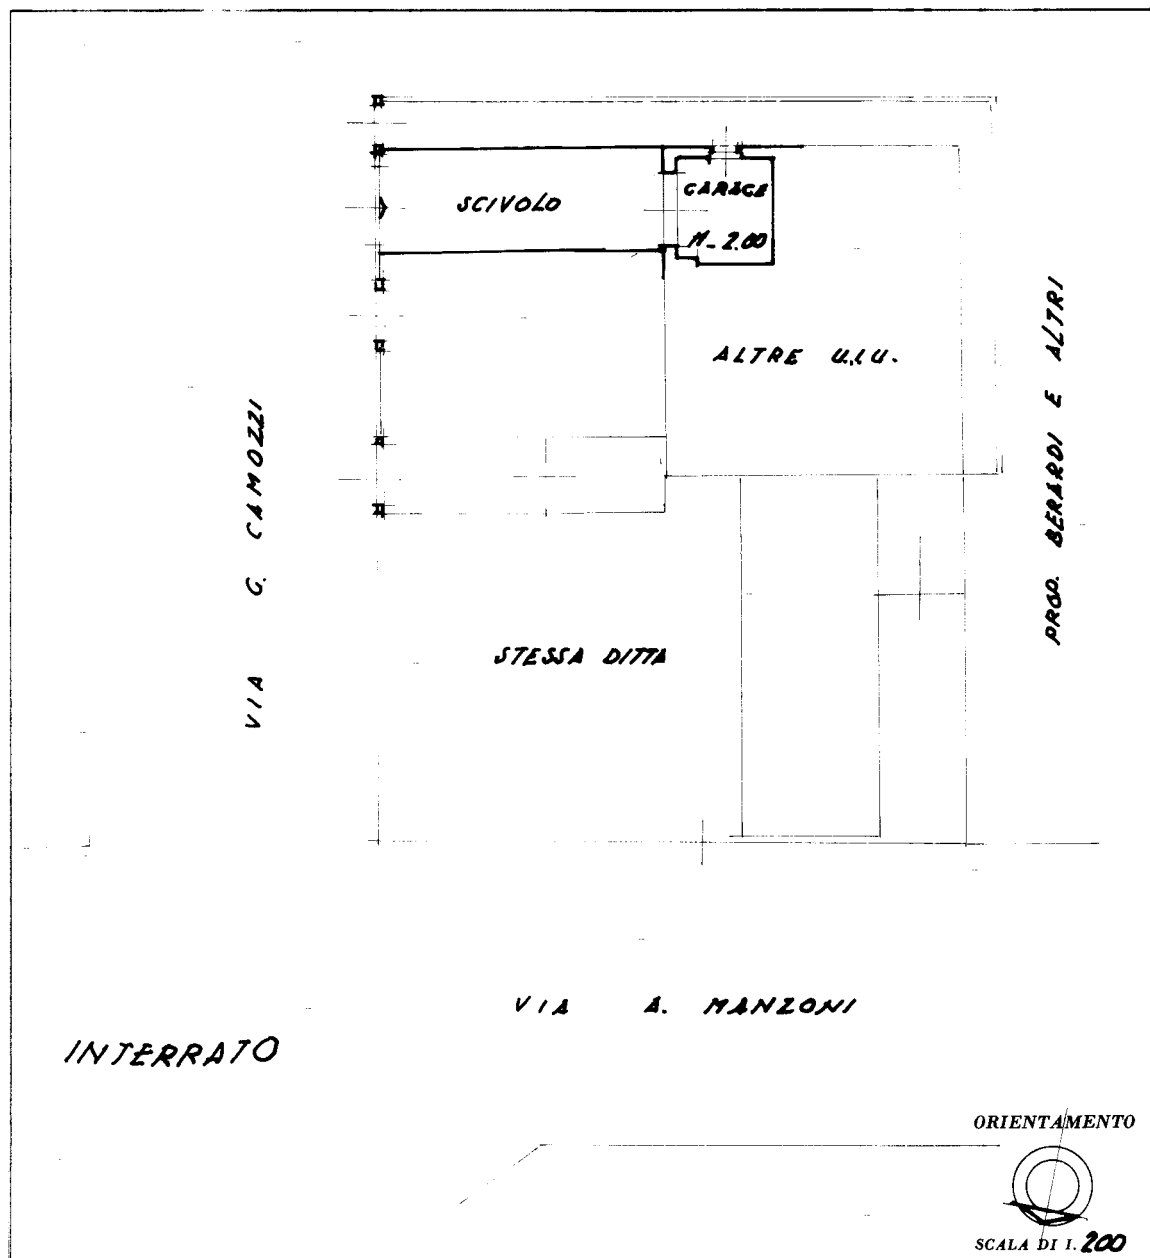 SCIVOLO
GARAGE
H=2.00
ALTRE U.I.U.
VIA G. CAMOZZI
PROP. BERARDI E ALTRI
STESSA DITTA
VIA A. MANZONI
INTERRATO
ORIENTAMENTO
SCALA DI 1. 200